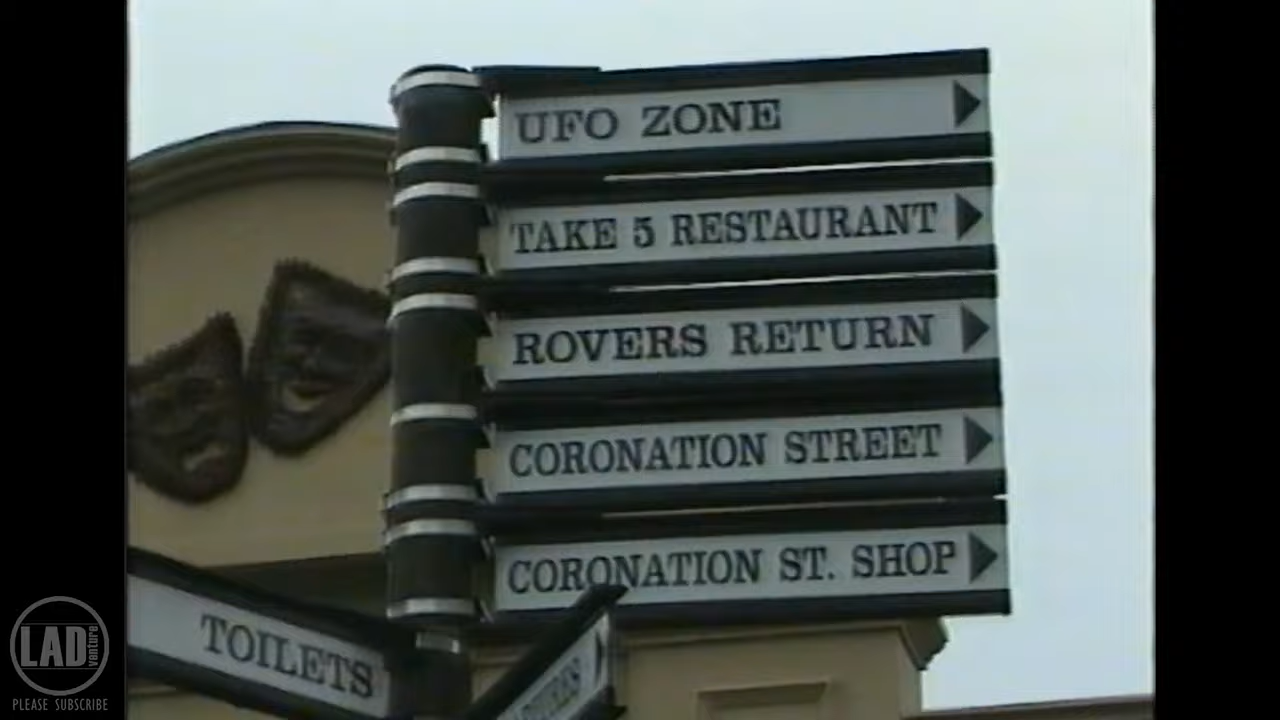 UFO ZONE
TAKE 5 RESTAURANT
ROVERS RETURN
CORONATION STREET
CORONATION ST. SHOP
TOILETS
LAD
venture
PLEASE SUBSCRIBE